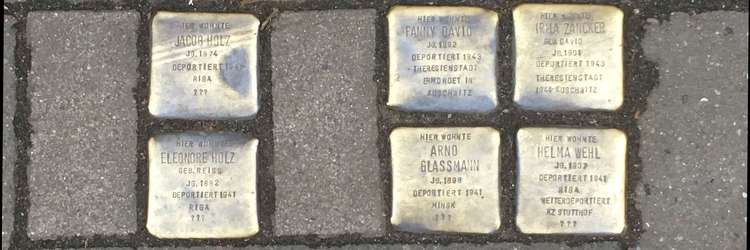 HIER WOHNTE
JACOB HOLZ
JG. 1874
DEPORTIERT 1941
RIGA
???
HIER WOHNTE
FANNY DAVID
JG. 1892
DEPORTIERT 1943
THERESIENSTADT
ERMORDET IN
AUSCHWITZ
HIER WOHNTE
IRMA ZANCKER
GEB. DAVID
JG.
DEPORTIERT 1943
THERESIENSTADT
1944 AUSCHWITZ
HIER WOHNTE
ELEONORE HOLZ
GEB. REISS
JG. 1882
DEPORTIERT 1941
RIGA
???
HIER WOHNTE
ARNO
GLASSMANN
JG. 1898
DEPORTIERT 1941
MINSK
???
HIER WOHNTE
HELMA WEHL
JG.
DEPORTIERT 1941
RIGA
WEITERDEPORTIERT
KZ STUTTHOF
???